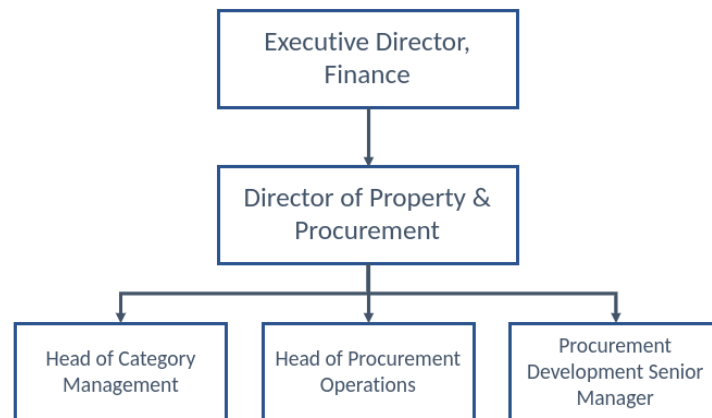 Executive Director,
Finance
Director of Property &
Procurement
Head of Category
Management
Head of Procurement
Operations
Procurement
Development Senior
Manager